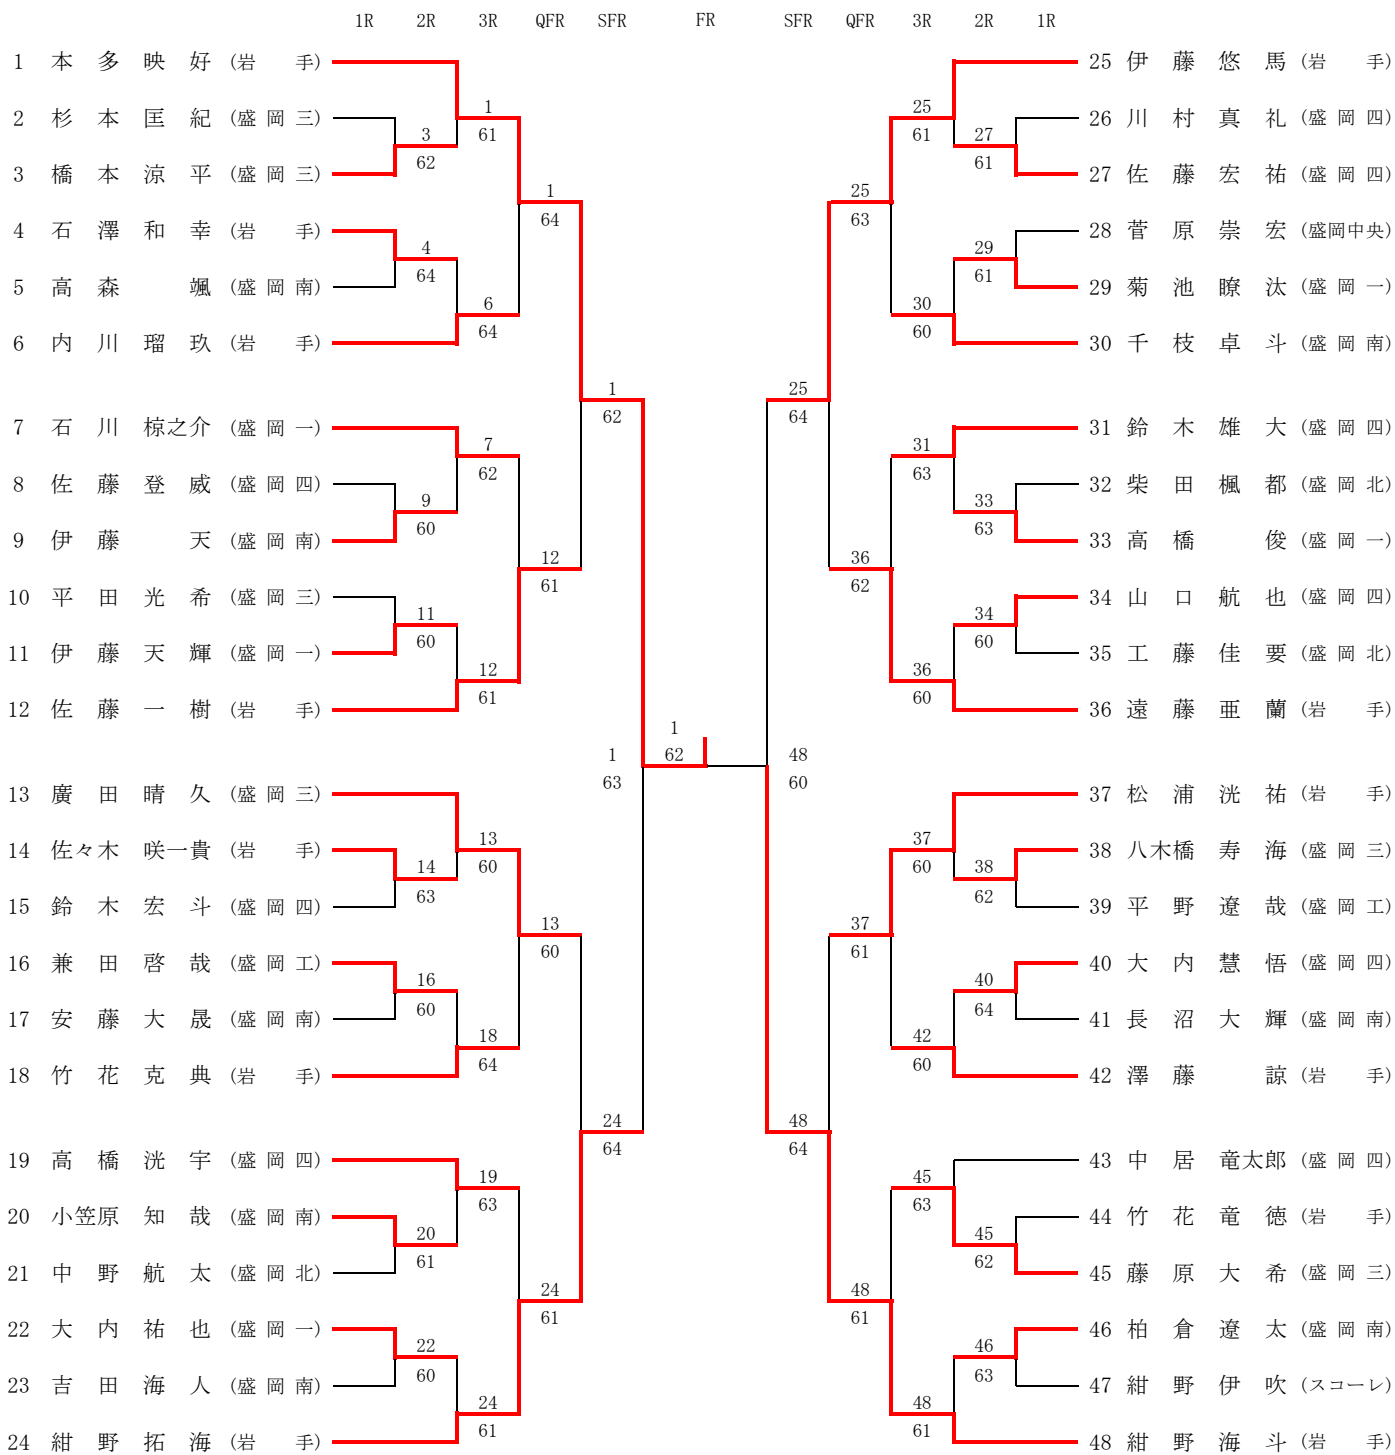 1R 2R 3R QFR SFR FR SFR QFR 3R 2R 1R
1 本 多 映 好 (岩 手) 25 伊 藤 悠 馬 (岩 手)
1 25
2 杉 本 匡 紀 (盛 岡 三) 61 61 26 川 村 真 礼 (盛 岡 四)
3 27
62 61
3 橋 本 涼 平 (盛 岡 三) 27 佐 藤 宏 祐 (盛 岡 四)
1 25
64 63
4 石 澤 和 幸 (岩 手) 28 菅 原 崇 宏 (盛岡中央)
4 29
64 61
5 高 森 颯 (盛 岡 南) 29 菊 池 瞭 汰 (盛 岡 一)
6 30
64 60
6 内 川 瑠 玖 (岩 手) 30 千 枝 卓 斗 (盛 岡 南)
1 25
62 64
7 石 川 椋之介 (盛 岡 一) 31 鈴 木 雄 大 (盛 岡 四)
7 31
62 63
8 佐 藤 登 威 (盛 岡 四) 32 柴 田 楓 都 (盛 岡 北)
9 33
60 63
9 伊 藤 天 (盛 岡 南) 33 高 橋 俊 (盛 岡 一)
12 36
61 62
10 平 田 光 希 (盛 岡 三) 34 山 口 航 也 (盛 岡 四)
11 34
60 60
11 伊 藤 天 輝 (盛 岡 一) 35 工 藤 佳 要 (盛 岡 北)
12 36
61 60
12 佐 藤 一 樹 (岩 手) 36 遠 藤 亜 蘭 (岩 手)
1
1 62 48
63 60
13 廣 田 晴 久 (盛 岡 三) 37 松 浦 洸 祐 (岩 手)
13 37
60 60
14 佐々木 咲一貴 (岩 手) 38 八木橋 寿 海 (盛 岡 三)
14 38
63 62
15 鈴 木 宏 斗 (盛 岡 四) 39 平 野 遼 哉 (盛 岡 工)
13 37
60 61
16 兼 田 啓 哉 (盛 岡 工) 40 大 内 慧 悟 (盛 岡 四)
16 40
60 64
17 安 藤 大 晟 (盛 岡 南) 41 長 沼 大 輝 (盛 岡 南)
18 42
64 60
18 竹 花 克 典 (岩 手) 42 澤 藤 諒 (岩 手)
24 48
64 64
19 高 橋 洸 宇 (盛 岡 四) 43 中 居 竜太郎 (盛 岡 四)
19 45
63 63
20 小笠原 知 哉 (盛 岡 南) 44 竹 花 竜 徳 (岩 手)
20 45
61 62
21 中 野 航 太 (盛 岡 北) 45 藤 原 大 希 (盛 岡 三)
24 48
61 61
22 大 内 祐 也 (盛 岡 一) 46 柏 倉 遼 太 (盛 岡 南)
22 46
60 63
23 吉 田 海 人 (盛 岡 南) 47 紺 野 伊 吹 (スコーレ)
24 48
61 61
24 紺 野 拓 海 (岩 手) 48 紺 野 海 斗 (岩 手)